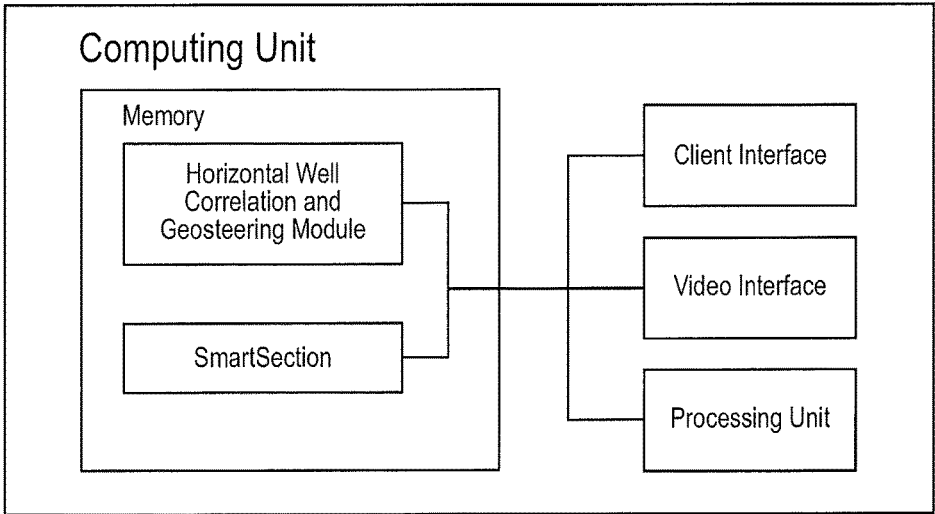 Computing Unit
Memory
Horizontal Well
Correlation and
Geosteering Module
SmartSection
Client Interface
Video Interface
Processing Unit